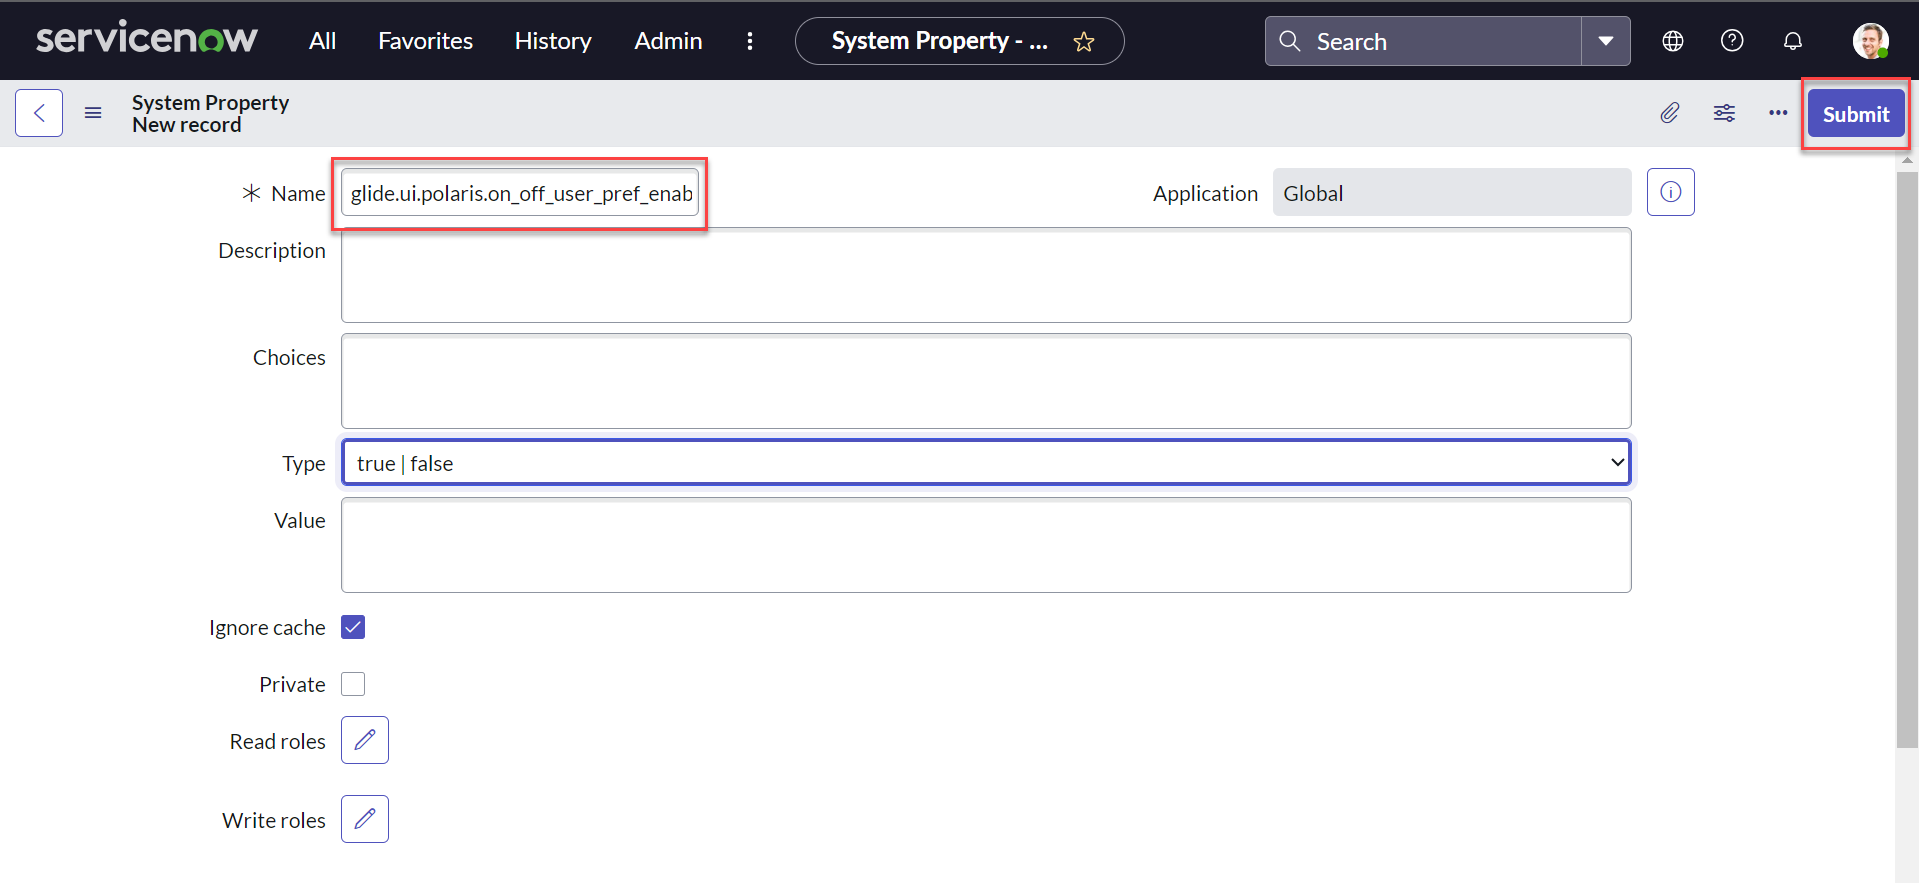 servicenow All Favorites History Admin System Property - ... Search
System Property
New record
Submit
Name glide.ui.polaris.on_off_user_pref_enab Application Global
Description
Choices
Type true | false
Value
Ignore cache
Private
Read roles
Write roles